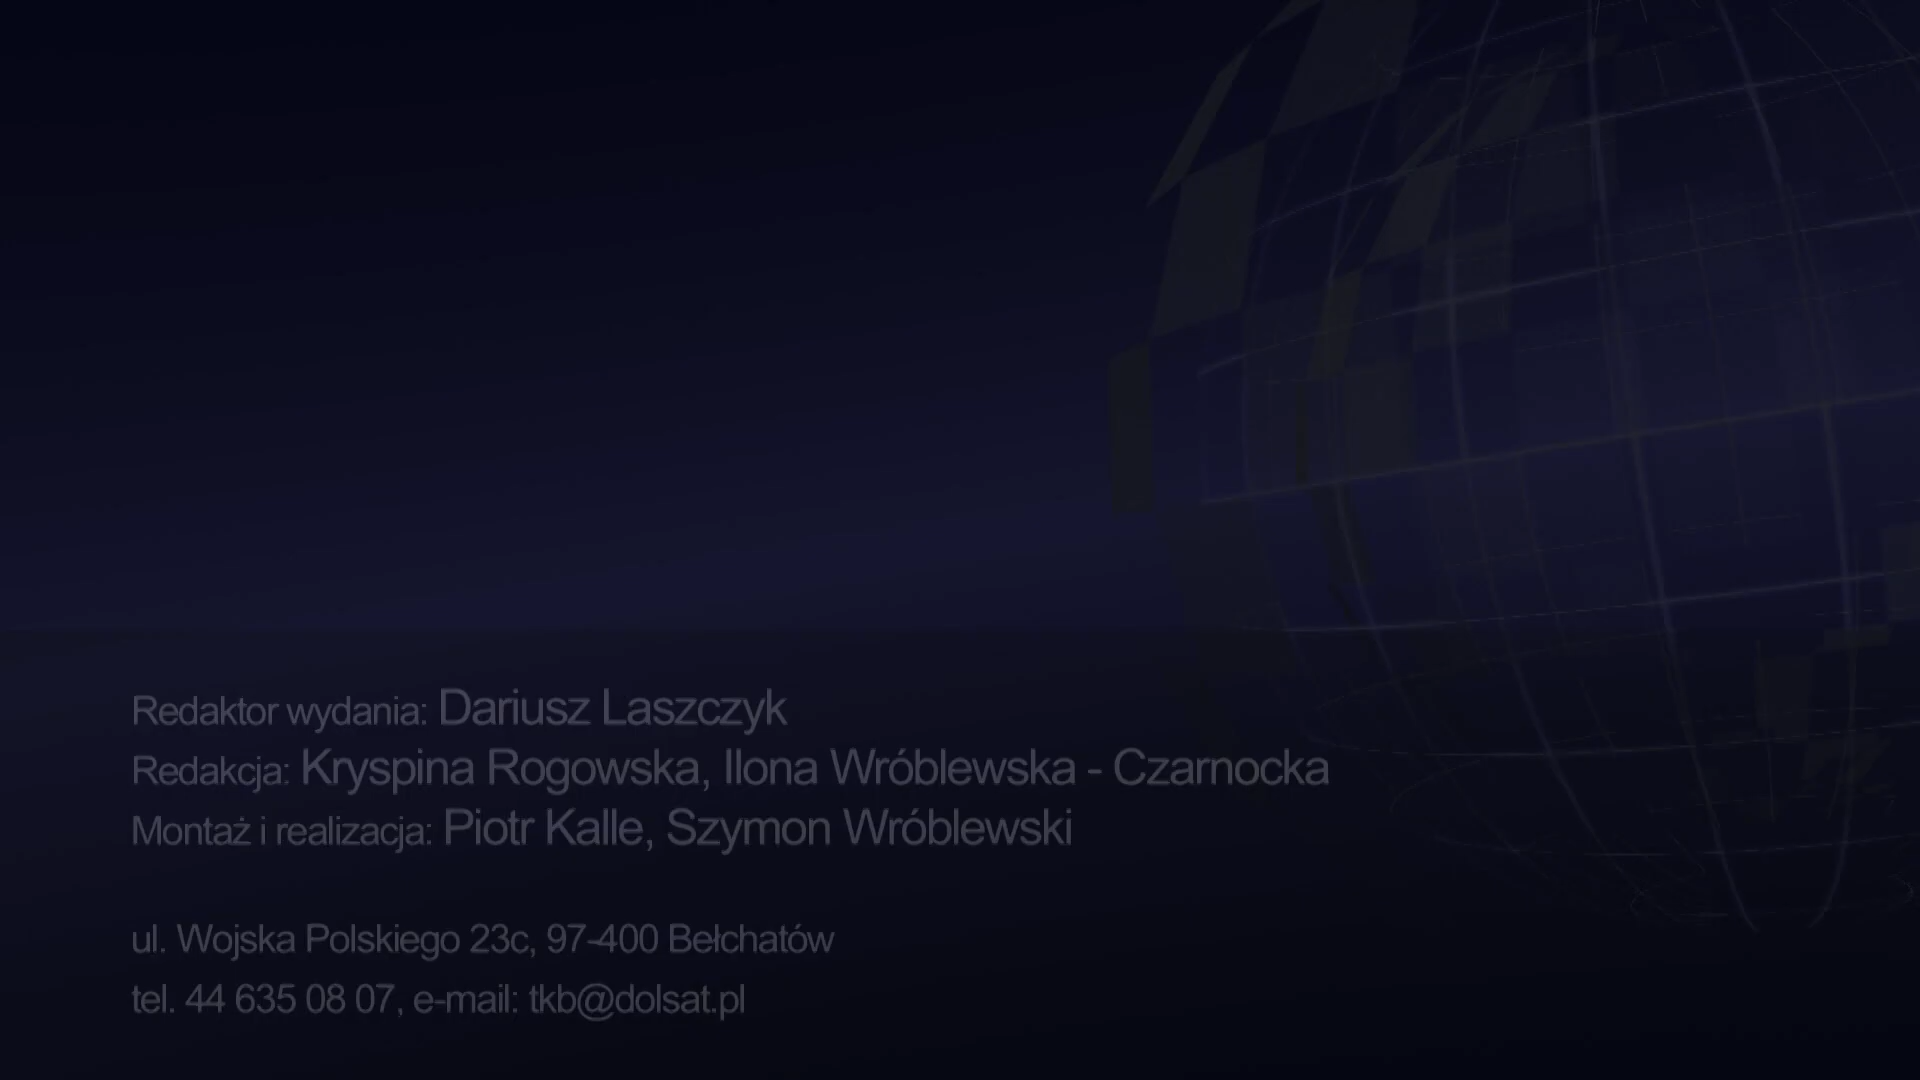 Redaktor wydania: Dariusz Laszczyk
Redakcja: Kryspina Rogowska, Ilona Wróblewska - Czarnocka
Montaż i realizacja: Piotr Kalle, Szymon Wróblewski
ul. Wojska Polskiego 23c, 97-400 Bełchatów
tel. 44 635 08 07, e-mail: tkb@dolsat.pl